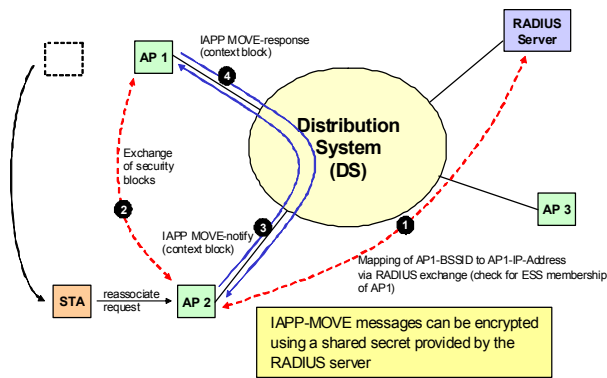 IAPP MOVE-response
(context block)
RADIUS
Server
AP 1
4
Distribution
System
(DS)
Exchange
of security
blocks
2
IAPP MOVE-notify
(context block)
3
1
AP 3
Mapping of AP1-BSSID to AP1-IP-Address
via RADIUS exchange (check for ESS membership
of AP1)
STA
reassociate
request
AP 2
IAPP-MOVE messages can be encrypted
using a shared secret provided by the
RADIUS server